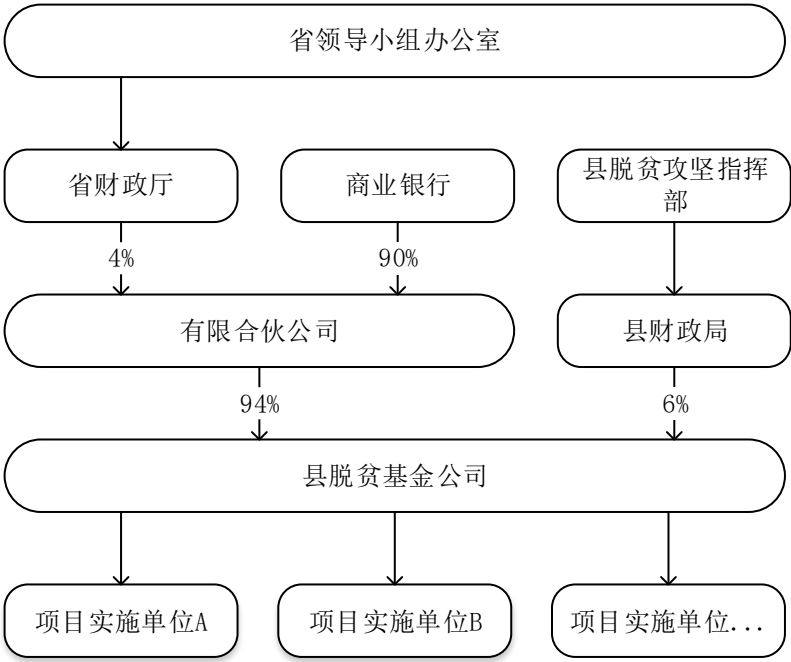 省领导小组办公室
省财政厅
商业银行
县脱贫攻坚指挥
部
4%
90%
有限合伙公司
县财政局
94%
6%
县脱贫基金公司
项目实施单位A
项目实施单位B
项目实施单位...